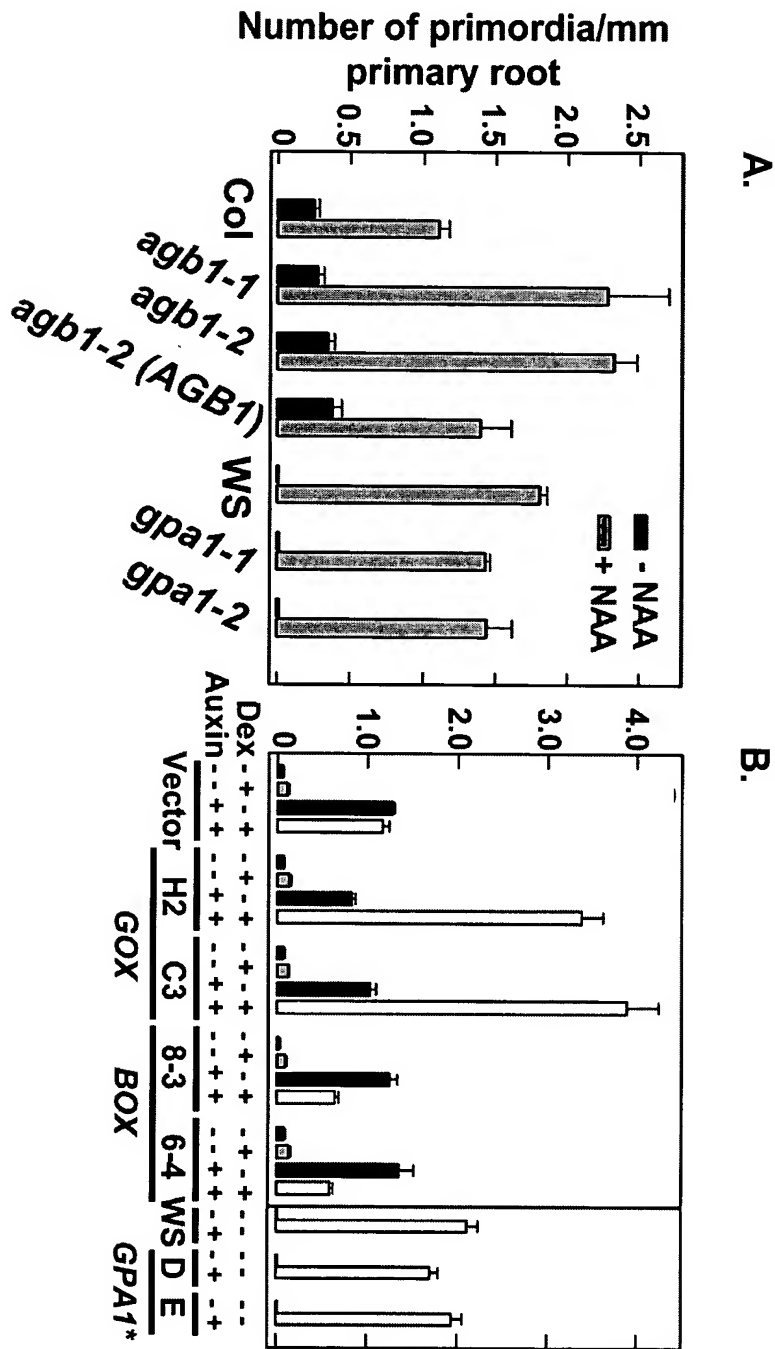 A.
Number of primordia/mm
primary root
0 0.5 1.0 1.5 2.0 2.5
- NAA
+ NAA
Col agb1-1 agb1-2 agb1-2 (AGB1) WS gpa1-1 gpa1-2
B.
0 1.0 2.0 3.0 4.0
Dex - + - + - + - + - + - + - + - + - + - + - - - - - -
Auxin - - + + - - + + - - + + - - + + - - + + - + - + - +
Vector H2 C3 8-3 6-4 WS D E
GOX BOX GPA1*